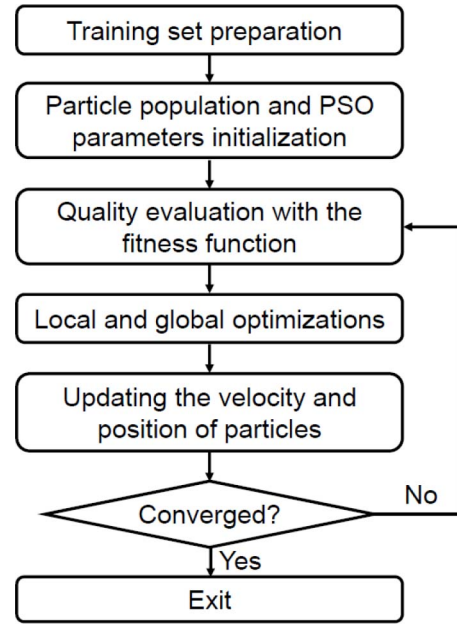 Training set preparation
Particle population and PSO
parameters initialization
Quality evaluation with the
fitness function
Local and global optimizations
Updating the velocity and
position of particles
Converged?
No
Yes
Exit